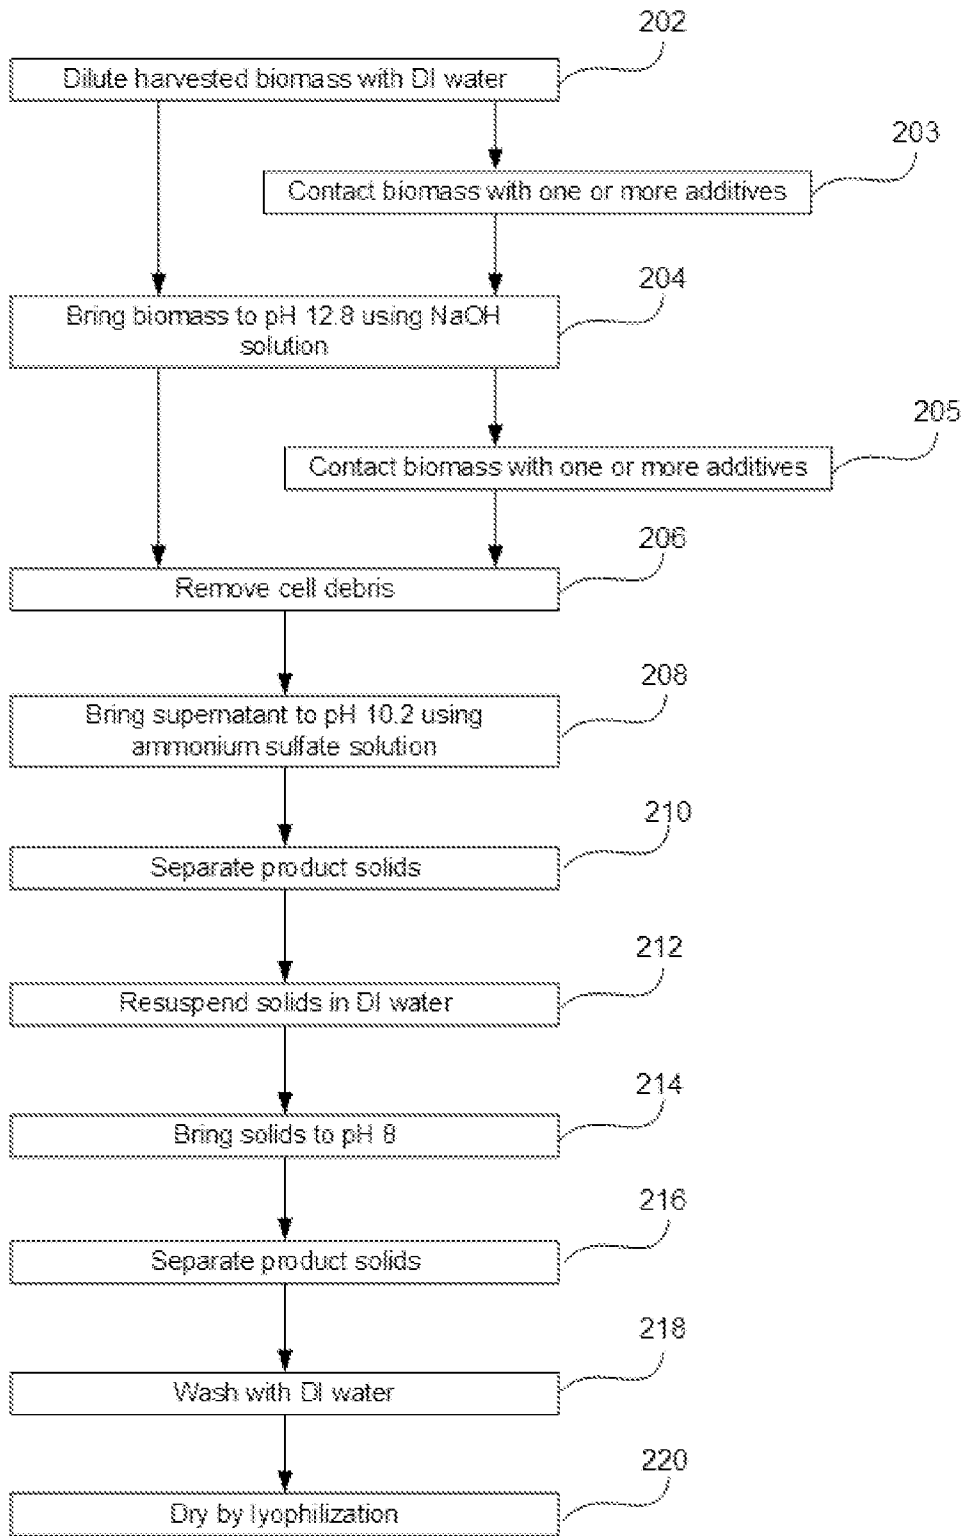 202
Dilute harvested biomass with DI water
203
Contact biomass with one or more additives
204
Bring biomass to pH 12.8 using NaOH
solution
205
Contact biomass with one or more additives
206
Remove cell debris
208
Bring supernatant to pH 10.2 using
ammonium sulfate solution
210
Separate product solids
212
Resuspend solids in DI water
214
Bring solids to pH 8
216
Separate product solids
218
Wash with DI water
220
Dry by lyophilization